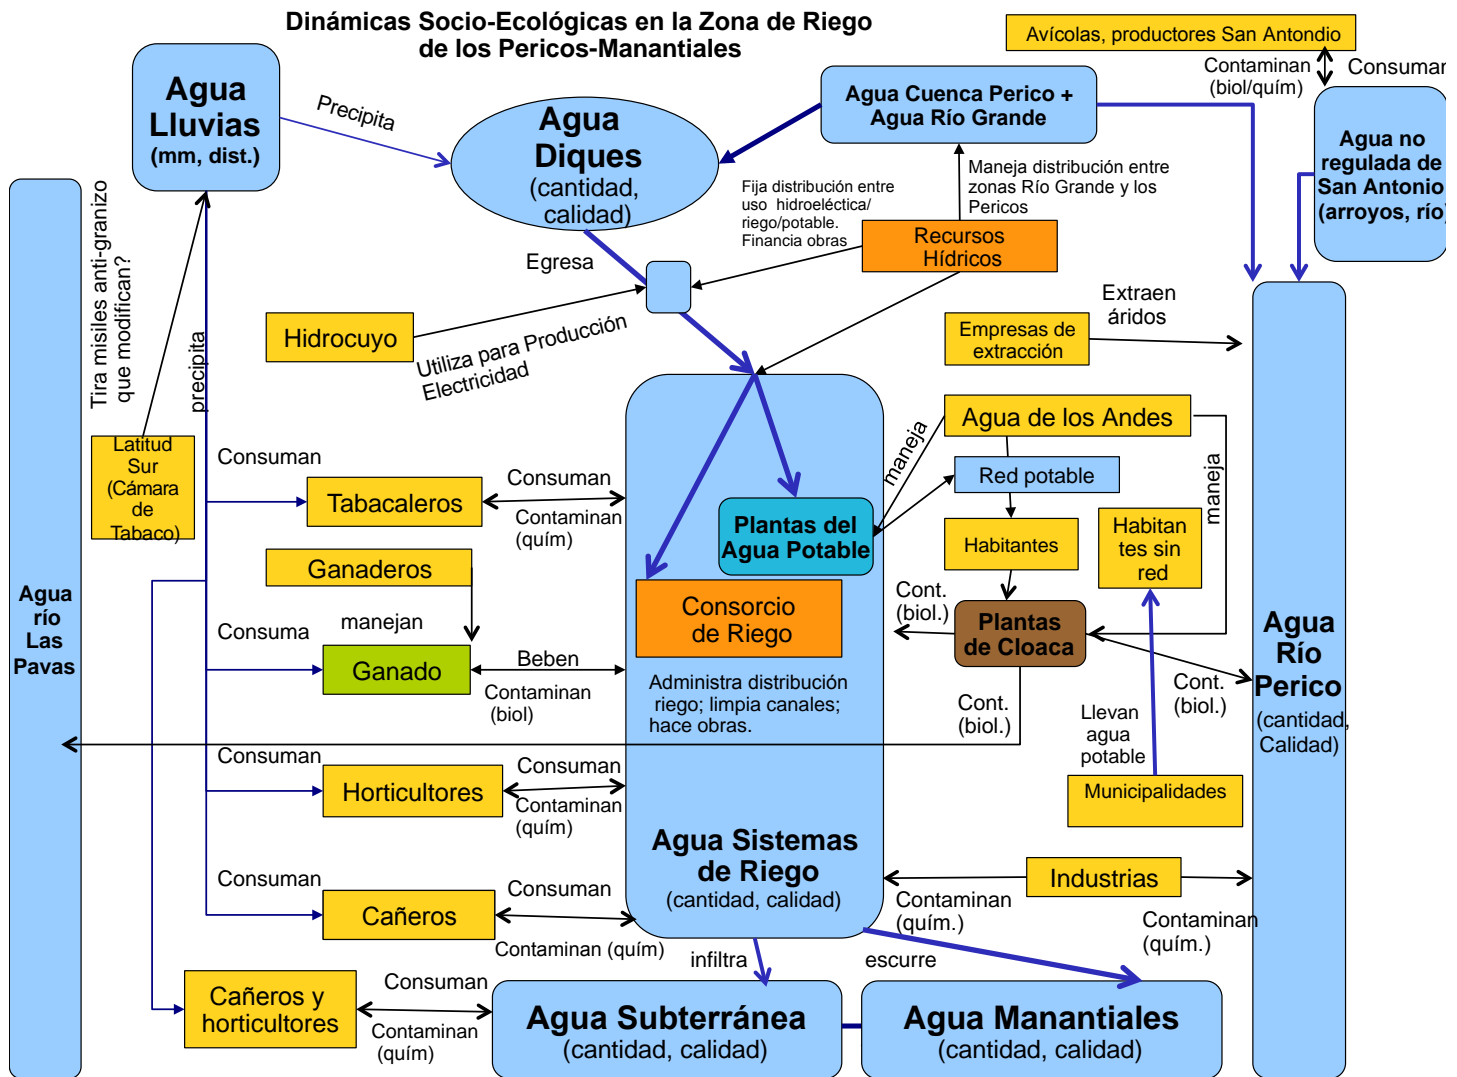 Dinámicas Socio-Ecológicas en la Zona de Riego
de los Pericos-Manantiales
Avícolas, productores San Antondio
Contaminan
(biol/quím)
Consuman
Agua
Lluvias
(mm, dist.)
Precipita
Agua
Diques
(cantidad,
calidad)
Agua Cuenca Perico +
Agua Río Grande
Agua no
regulada de
San Antonio
(arroyos, río)
Fija distribución entre
uso hidroeléctica/
riego/potable.
Financia obras
Maneja distribución entre
zonas Río Grande y los
Pericos
Recursos
Hídricos
Egresa
Tira misiles anti-granizo
que modifican?
precipita
Hidrocuyo
Utiliza para Producción
Electricidad
Extraen
áridos
Empresas de
extracción
Latitud
Sur
(Cámara
de
Tabaco)
Consuman
Tabacaleros
Consuman
Contaminan
(quím)
Agua de los Andes
maneja
maneja
Red potable
Plantas del
Agua Potable
Habitantes
Habitan
tes sin
red
Ganaderos
manejan
Consuma
Ganado
Beben
Contaminan
(biol)
Consorcio
de Riego
Administra distribución
riego; limpia canales;
hace obras.
Cont.
(biol.)
Plantas
de Cloaca
Cont.
(biol.)
Cont.
(biol.)
Agua
río
Las
Pavas
Agua
Río
Perico
(cantidad,
Calidad)
Llevan
agua
potable
Municipalidades
Consuman
Horticultores
Consuman
Contaminan
(quím)
Agua Sistemas
de Riego
(cantidad, calidad)
Industrias
Contaminan
(quím.)
Contaminan
(quím.)
Consuman
Cañeros
Consuman
Contaminan (quím)
infiltra
escurre
Cañeros y
horticultores
Consuman
Contaminan
(quím)
Agua Subterránea
(cantidad, calidad)
Agua Manantiales
(cantidad, calidad)